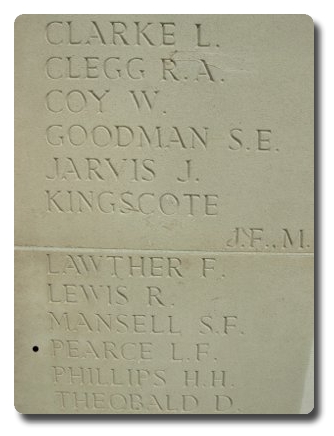 CLARKE L.
CLEGG R.A.
COY W.
GOODMAN S.E.
JARVIS J.
KINGSCOTE
J.F., M.
LAWTHER F.
LEWIS R.
MANSELL S.F.
PEARCE L.F.
PHILLIPS H.H.
THEOBALD D.